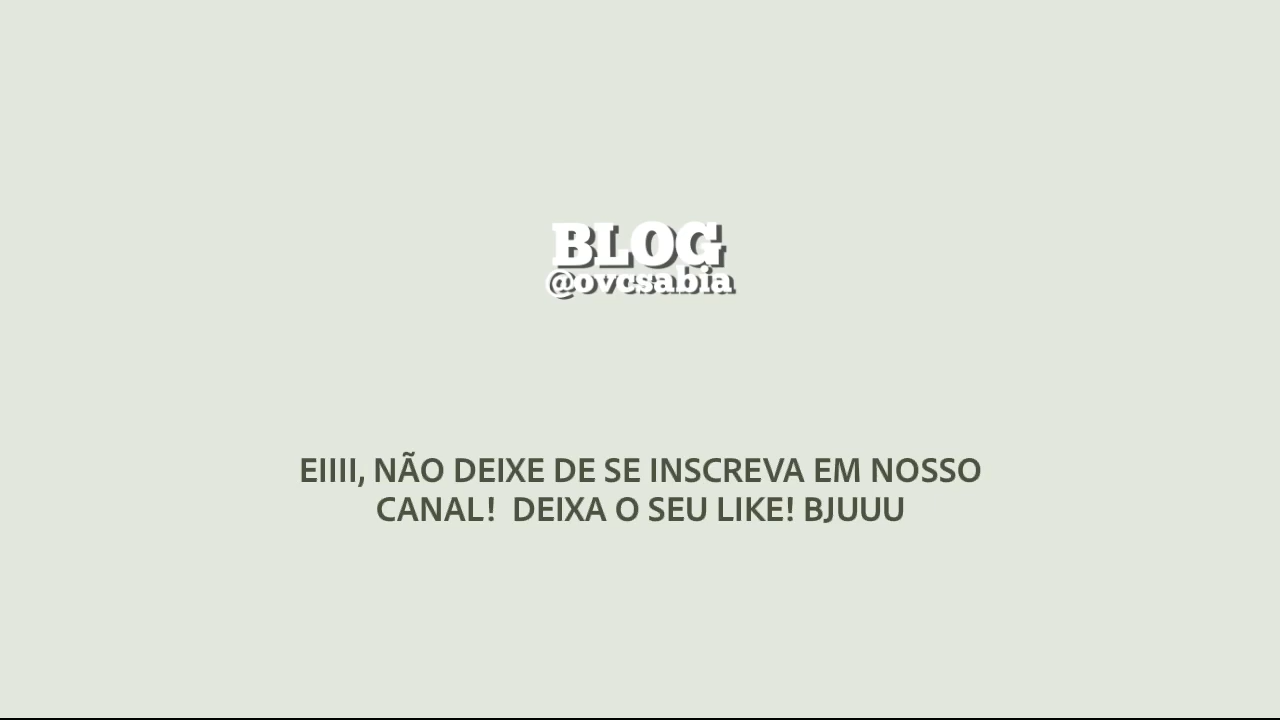 BLOG
@ovcsabia
EIIII, NÃO DEIXE DE SE INSCREVA EM NOSSO
CANAL!  DEIXA O SEU LIKE! BJUUU